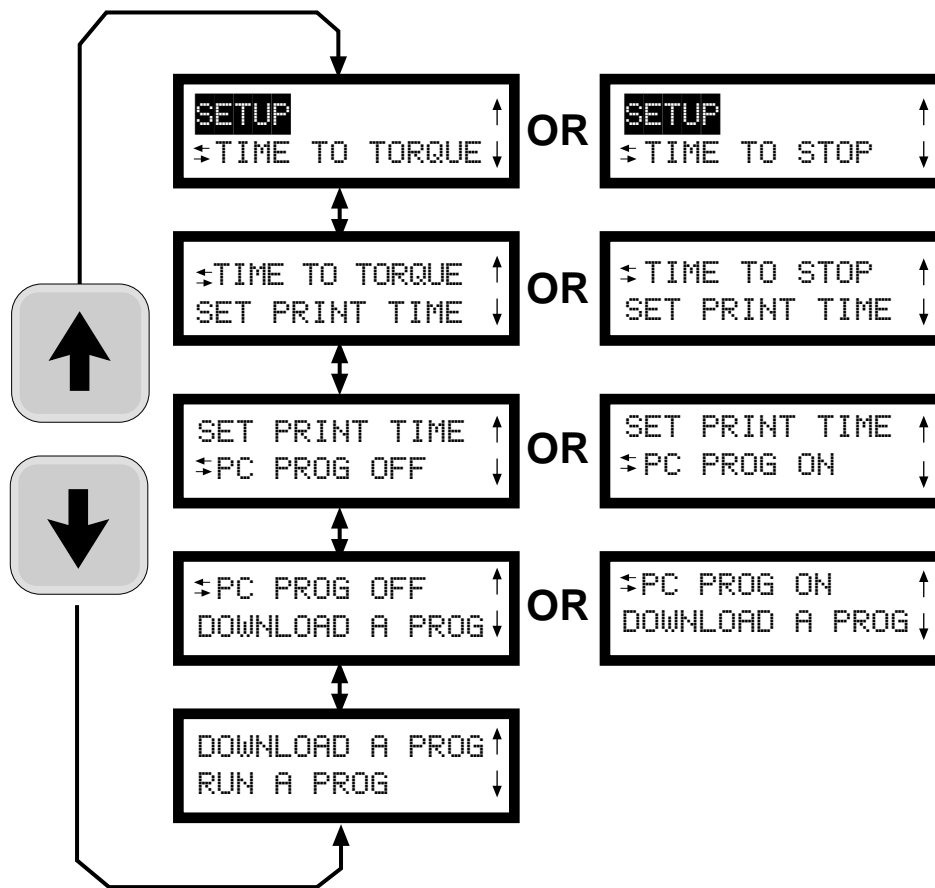 SETUP
TIME TO TORQUE
OR
SETUP
TIME TO STOP
TIME TO TORQUE
SET PRINT TIME
OR
TIME TO STOP
SET PRINT TIME
SET PRINT TIME
PC PROG OFF
OR
SET PRINT TIME
PC PROG ON
PC PROG OFF
DOWNLOAD A PROG
OR
PC PROG ON
DOWNLOAD A PROG
DOWNLOAD A PROG
RUN A PROG